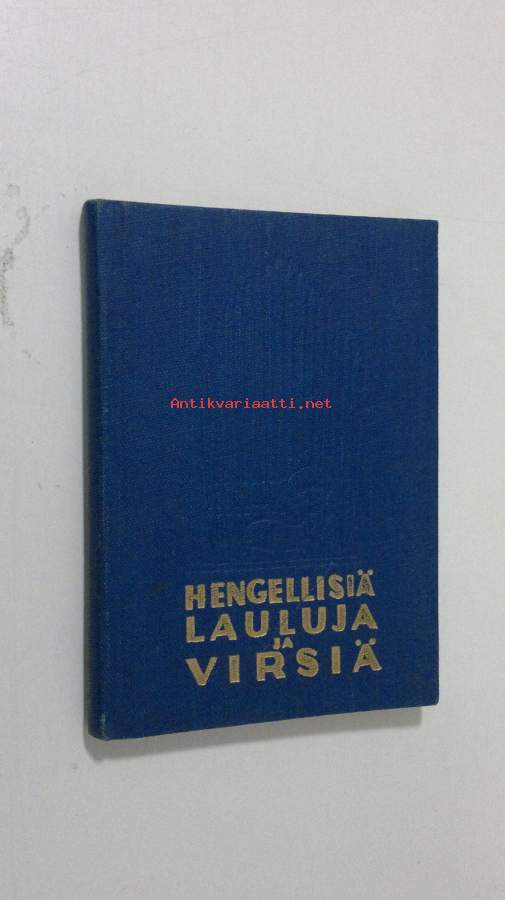 Antikvariaatti.net
HENGELLISIÄ
LAULUJA
JA
VIRSIÄ